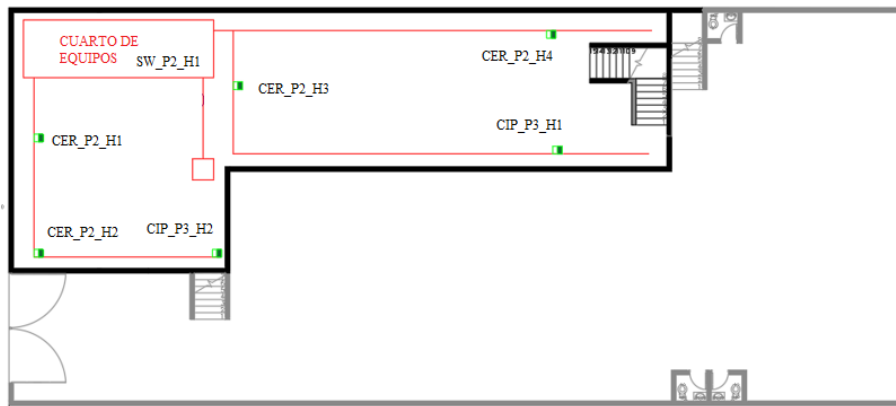 CUARTO DE
EQUIPOS
SW_P2_H1
CER_P2_H4
CER_P2_H3
CIP_P3_H1
CER_P2_H1
CER_P2_H2
CIP_P3_H2